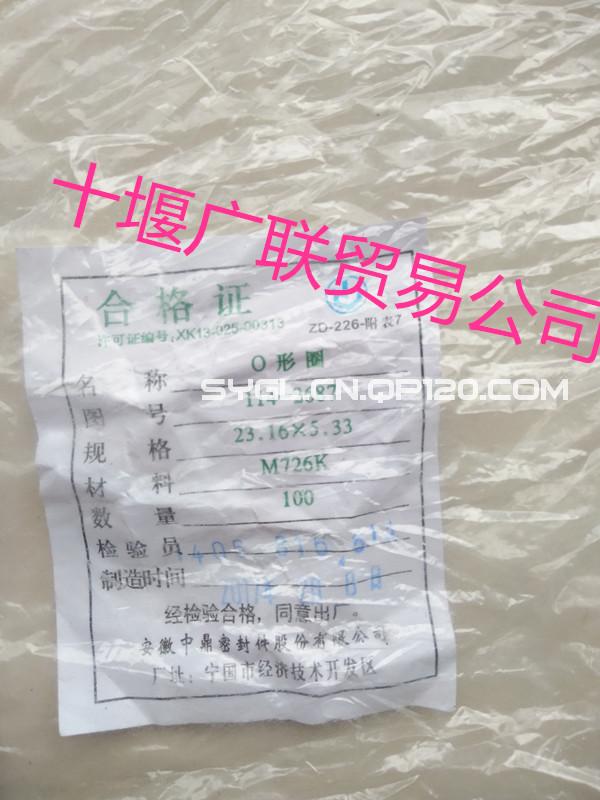 十堰广联贸易公司
合格证
许可证编号:XK13-025-00313
ZD-226-附表7
名称 O形圈
SYGL.CN.QP120.COM
图号
规格 23.16×5.33
材料 M726K
数量 100
检验员
制造时间
经检验合格,同意出厂。
安徽中鼎密封件股份有限公司
厂址:宁国市经济技术开发区